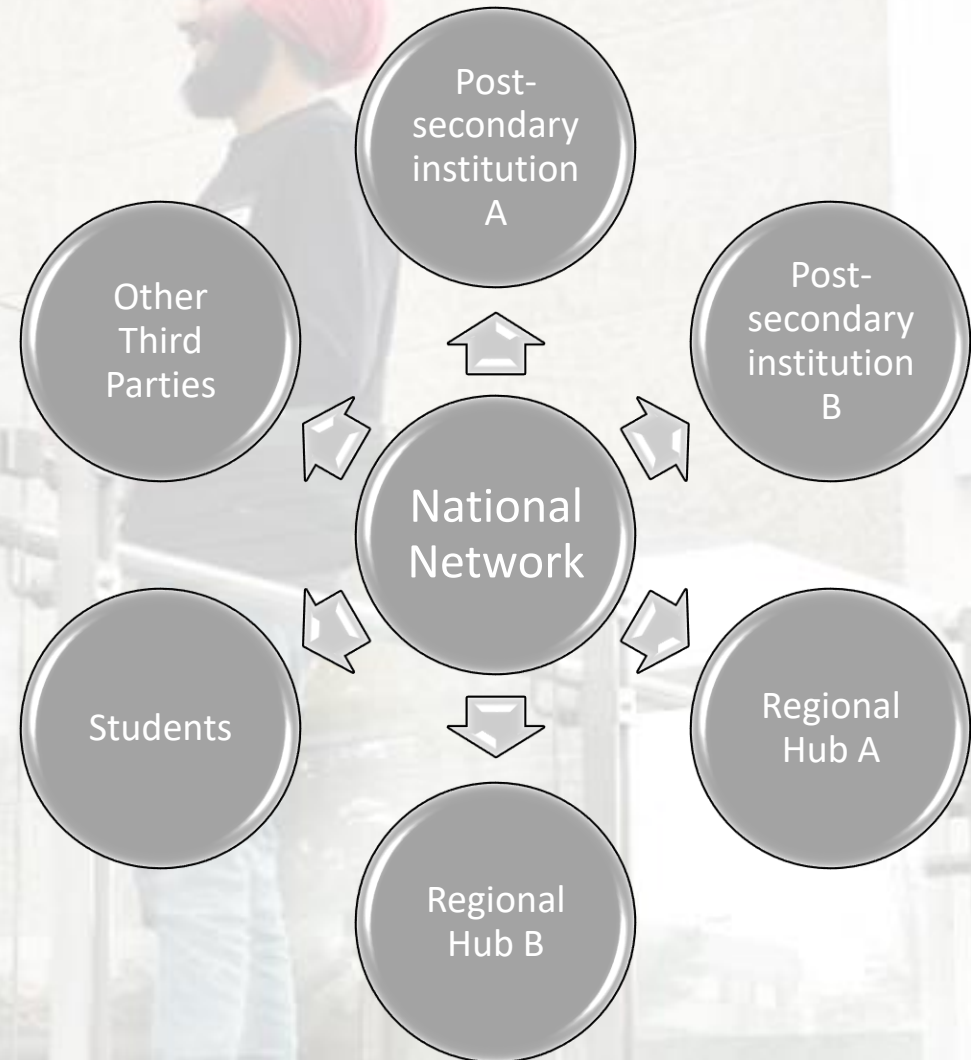 Post-
secondary
institution
A
Other
Third
Parties
Post-
secondary
institution
B
National
Network
Students
Regional
Hub A
Regional
Hub B